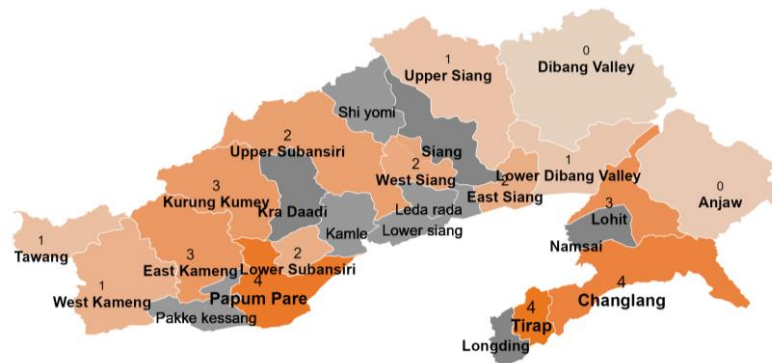 0
Dibang Valley
1
Upper Siang
Shi yomi
2
Upper Subansiri
Siang
2
West Siang
1
Lower Dibang Valley
2
East Siang
0
Anjaw
3
Kurung Kumey
Kra Daadi
Leda rada
Lower siang
3
Lohit
Namsai
Kamle
1
Tawang
3
East Kameng
2
Lower Subansiri
1
West Kameng
4
Papum Pare
Pakke kessang
4
Changlang
4
Tirap
Longding